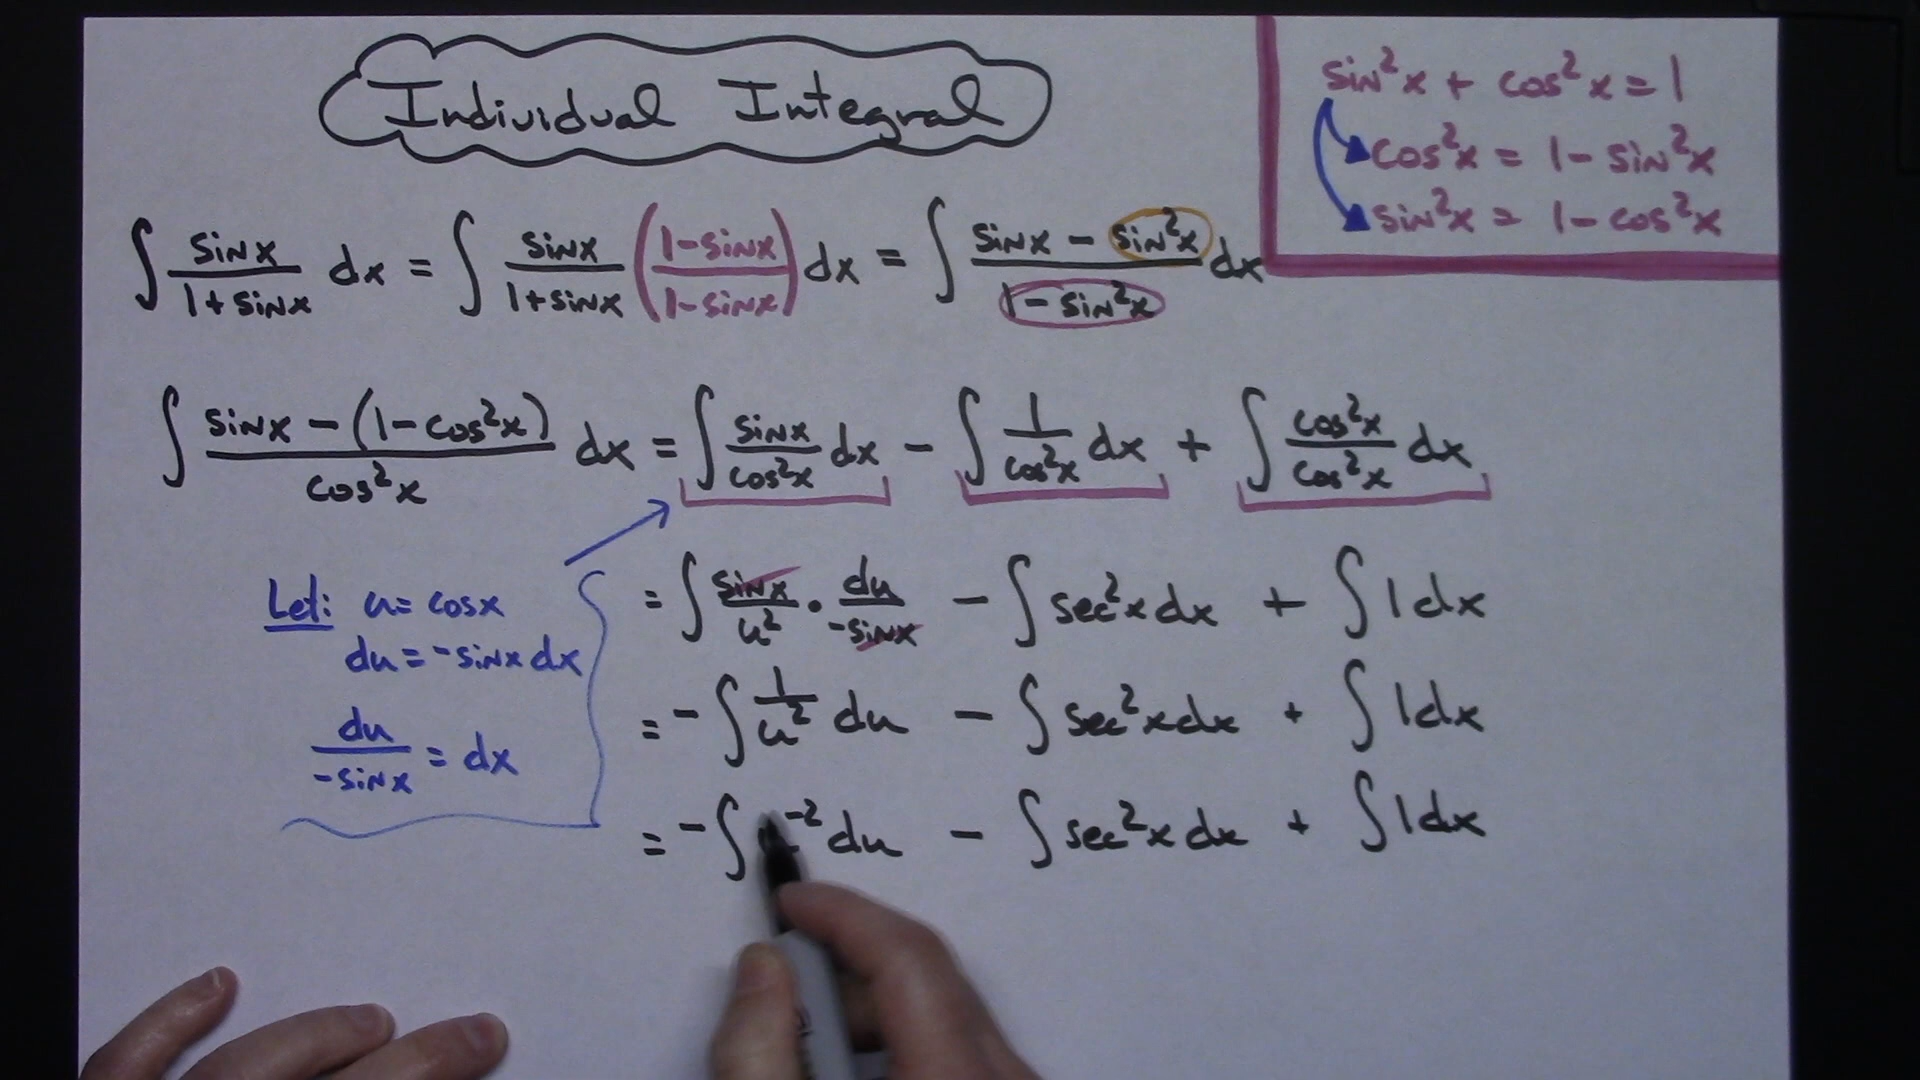 Individual Integral
sin²x + cos²x = 1
cos²x = 1 - sin²x
sin²x = 1 - cos²x
∫ sinx/(1+sinx) dx = ∫ sinx/(1+sinx) ((1-sinx)/(1-sinx)) dx = ∫ (sinx - sin²x)/(1 - sin²x) dx
∫ (sinx - (1-cos²x))/cos²x dx = ∫ sinx/cos²x dx - ∫ 1/cos²x dx + ∫ cos²x/cos²x dx
Let: u = cosx
du = -sinx dx
du/-sinx = dx
= ∫ sinx/u² · du/-sinx - ∫ sec²x dx + ∫ 1 dx
= - ∫ 1/u² du - ∫ sec²x dx + ∫ 1 dx
= - ∫ u⁻² du - ∫ sec²x dx + ∫ 1 dx